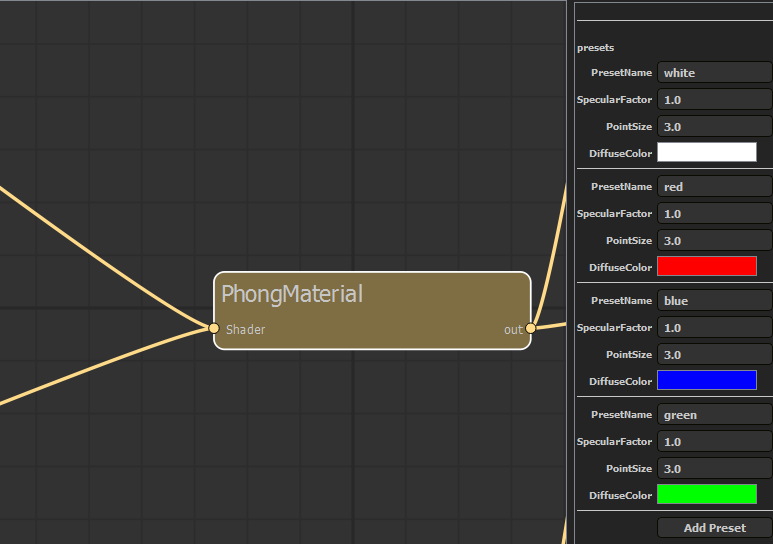 PhongMaterial
Shader
out
presets
PresetName white
SpecularFactor 1.0
PointSize 3.0
DiffuseColor
PresetName red
SpecularFactor 1.0
PointSize 3.0
DiffuseColor
PresetName blue
SpecularFactor 1.0
PointSize 3.0
DiffuseColor
PresetName green
SpecularFactor 1.0
PointSize 3.0
DiffuseColor
Add Preset